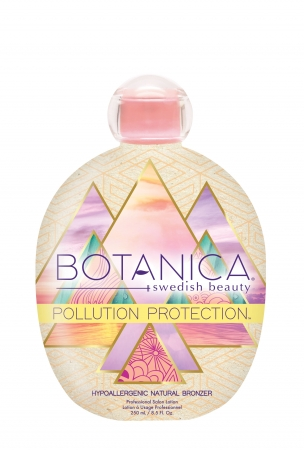 BOTANICA®
swedish beauty
POLLUTION PROTECTION™
HYPOALLERGENIC NATURAL BRONZER
Professional Salon Lotion
Lotion à Usage Professionnel
250 ml / 8.5 fl. oz.